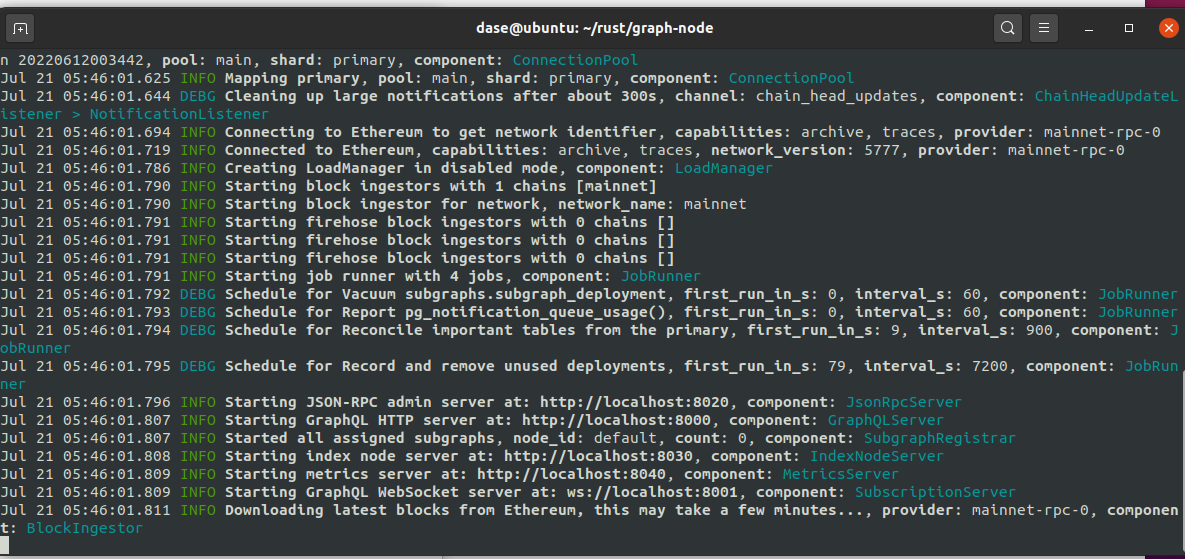 dase@ubuntu: ~/rust/graph-node
n 20220612003442, pool: main, shard: primary, component: ConnectionPool
Jul 21 05:46:01.625 INFO Mapping primary, pool: main, shard: primary, component: ConnectionPool
Jul 21 05:46:01.644 DEBG Cleaning up large notifications after about 300s, channel: chain_head_updates, component: ChainHeadUpdateL
istener > NotificationListener
Jul 21 05:46:01.694 INFO Connecting to Ethereum to get network identifier, capabilities: archive, traces, provider: mainnet-rpc-0
Jul 21 05:46:01.719 INFO Connected to Ethereum, capabilities: archive, traces, network_version: 5777, provider: mainnet-rpc-0
Jul 21 05:46:01.786 INFO Creating LoadManager in disabled mode, component: LoadManager
Jul 21 05:46:01.790 INFO Starting block ingestors with 1 chains [mainnet]
Jul 21 05:46:01.790 INFO Starting block ingestor for network, network_name: mainnet
Jul 21 05:46:01.791 INFO Starting firehose block ingestors with 0 chains []
Jul 21 05:46:01.791 INFO Starting firehose block ingestors with 0 chains []
Jul 21 05:46:01.791 INFO Starting firehose block ingestors with 0 chains []
Jul 21 05:46:01.791 INFO Starting job runner with 4 jobs, component: JobRunner
Jul 21 05:46:01.792 DEBG Schedule for Vacuum subgraphs.subgraph_deployment, first_run_in_s: 0, interval_s: 60, component: JobRunner
Jul 21 05:46:01.793 DEBG Schedule for Report pg_notification_queue_usage(), first_run_in_s: 0, interval_s: 60, component: JobRunner
Jul 21 05:46:01.794 DEBG Schedule for Reconcile important tables from the primary, first_run_in_s: 9, interval_s: 900, component: J
obRunner
Jul 21 05:46:01.795 DEBG Schedule for Record and remove unused deployments, first_run_in_s: 79, interval_s: 7200, component: JobRun
ner
Jul 21 05:46:01.796 INFO Starting JSON-RPC admin server at: http://localhost:8020, component: JsonRpcServer
Jul 21 05:46:01.807 INFO Starting GraphQL HTTP server at: http://localhost:8000, component: GraphQLServer
Jul 21 05:46:01.807 INFO Started all assigned subgraphs, node_id: default, count: 0, component: SubgraphRegistrar
Jul 21 05:46:01.808 INFO Starting index node server at: http://localhost:8030, component: IndexNodeServer
Jul 21 05:46:01.809 INFO Starting metrics server at: http://localhost:8040, component: MetricsServer
Jul 21 05:46:01.809 INFO Starting GraphQL WebSocket server at: ws://localhost:8001, component: SubscriptionServer
Jul 21 05:46:01.811 INFO Downloading latest blocks from Ethereum, this may take a few minutes..., provider: mainnet-rpc-0, componen
t: BlockIngestor